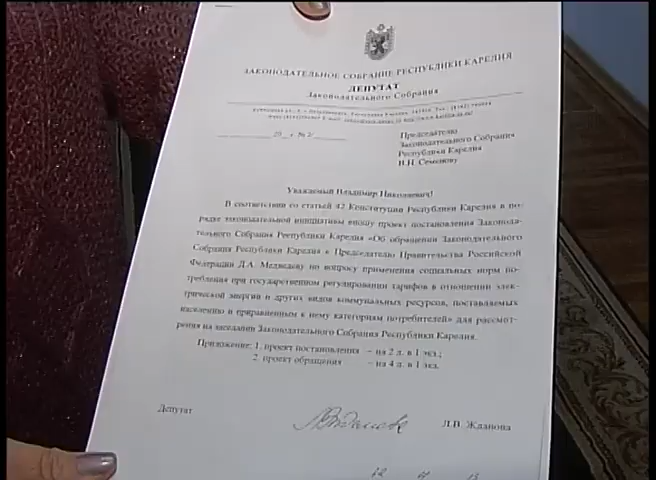 ЗАКОНОДАТЕЛЬНОЕ СОБРАНИЕ РЕСПУБЛИКИ КАРЕЛИЯ
ДЕПУТАТ
Законодательного Собрания
20 г. №
Председателю
Законодательного Собрания
Республики Карелия
Семенову
Уважаемый Владимир Николаевич!
В соответствии со статьей 42 Конституции Республики Карелия в по-
рядке законодательной инициативы вношу проект постановления Законода-
тельного Собрания Республики Карелия «Об обращении Законодательного
Собрания Республики Карелия к Председателю Правительства Российской
Федерации Д.А. Медведеву по вопросу применения социальных норм по-
требления при государственном регулировании тарифов в отношении элек-
трической энергии и других видов коммунальных ресурсов, поставляемых
населению и приравненным к нему категориям потребителей» для рассмот-
рения на заседании Законодательного Собрания Республики Карелия.
Приложение: 1. проект постановления – на 2 л. в 1 экз.;
2. проект обращения – на 4 л. в 1 экз.
Депутат Л.В. Жданова